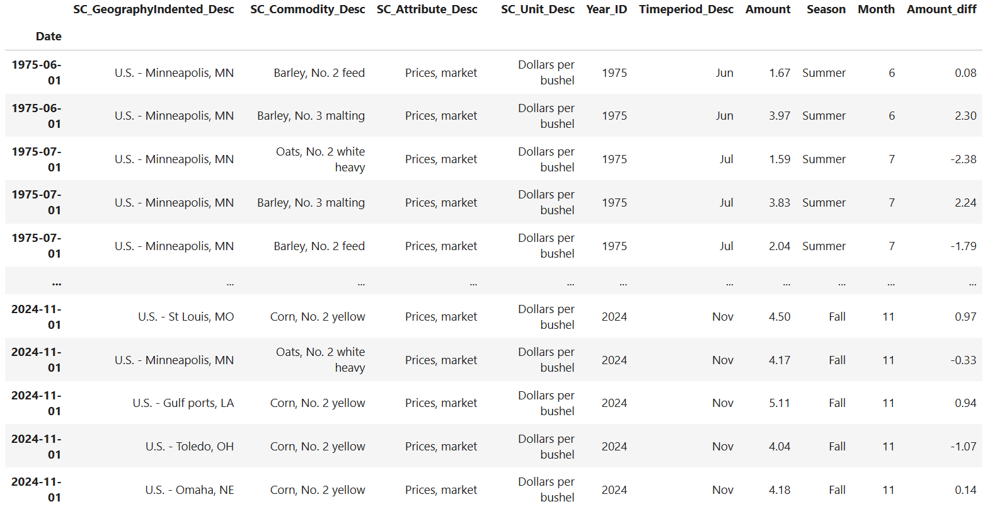 SC_GeographyIndented_Desc SC_Commodity_Desc SC_Attribute_Desc SC_Unit_Desc Year_ID Timeperiod_Desc Amount Season Month Amount_diff
Date
1975-06-01 U.S. - Minneapolis, MN Barley, No. 2 feed Prices, market Dollars per bushel 1975 Jun 1.67 Summer 6 0.08
1975-06-01 U.S. - Minneapolis, MN Barley, No. 3 malting Prices, market Dollars per bushel 1975 Jun 3.97 Summer 6 2.30
1975-07-01 U.S. - Minneapolis, MN Oats, No. 2 white heavy Prices, market Dollars per bushel 1975 Jul 1.59 Summer 7 -2.38
1975-07-01 U.S. - Minneapolis, MN Barley, No. 3 malting Prices, market Dollars per bushel 1975 Jul 3.83 Summer 7 2.24
1975-07-01 U.S. - Minneapolis, MN Barley, No. 2 feed Prices, market Dollars per bushel 1975 Jul 2.04 Summer 7 -1.79
... ... ... ... ... ... ... ... ... ... ...
2024-11-01 U.S. - St Louis, MO Corn, No. 2 yellow Prices, market Dollars per bushel 2024 Nov 4.50 Fall 11 0.97
2024-11-01 U.S. - Minneapolis, MN Oats, No. 2 white heavy Prices, market Dollars per bushel 2024 Nov 4.17 Fall 11 -0.33
2024-11-01 U.S. - Gulf ports, LA Corn, No. 2 yellow Prices, market Dollars per bushel 2024 Nov 5.11 Fall 11 0.94
2024-11-01 U.S. - Toledo, OH Corn, No. 2 yellow Prices, market Dollars per bushel 2024 Nov 4.04 Fall 11 -1.07
2024-11-01 U.S. - Omaha, NE Corn, No. 2 yellow Prices, market Dollars per bushel 2024 Nov 4.18 Fall 11 0.14